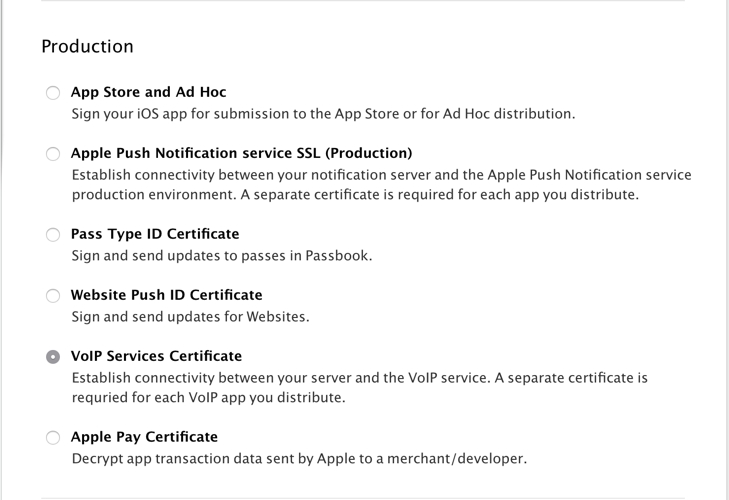 Production
App Store and Ad Hoc
Sign your iOS app for submission to the App Store or for Ad Hoc distribution.
Apple Push Notification service SSL (Production)
Establish connectivity between your notification server and the Apple Push Notification service
production environment. A separate certificate is required for each app you distribute.
Pass Type ID Certificate
Sign and send updates to passes in Passbook.
Website Push ID Certificate
Sign and send updates for Websites.
VoIP Services Certificate
Establish connectivity between your server and the VoIP service. A separate certificate is
requried for each VoIP app you distribute.
Apple Pay Certificate
Decrypt app transaction data sent by Apple to a merchant/developer.